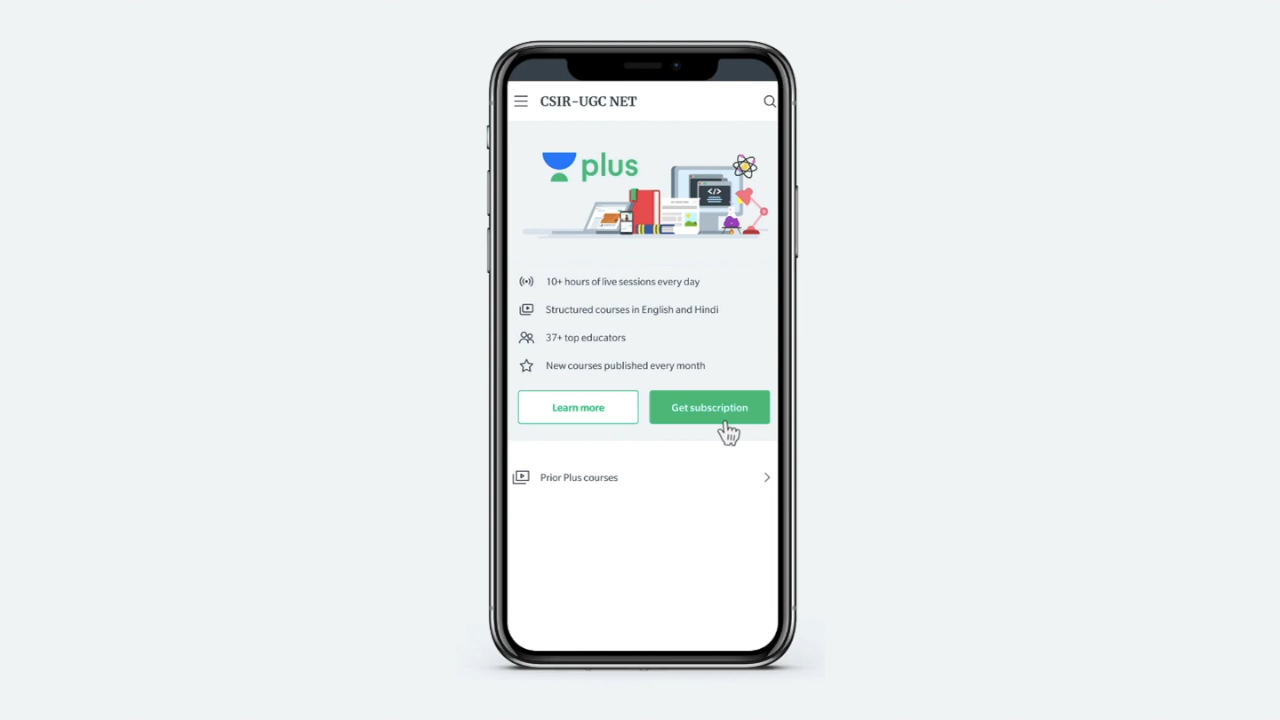 CSIR-UGC NET
plus
10+ hours of live sessions every day
Structured courses in English and Hindi
37+ top educators
New courses published every month
Learn more
Get subscription
Prior Plus courses